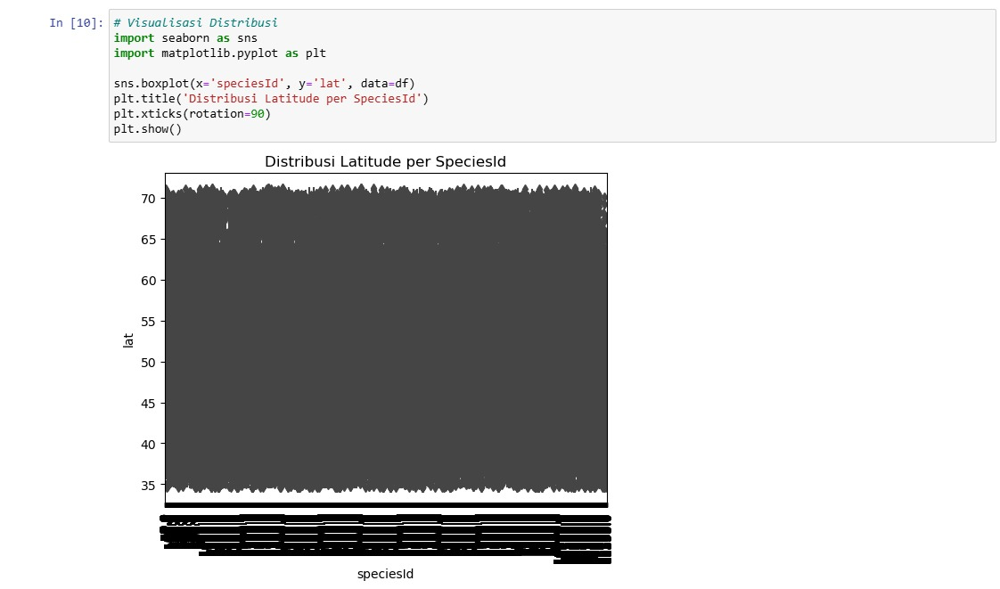 In [10]: # Visualisasi Distribusi
import seaborn as sns
import matplotlib.pyplot as plt
sns.boxplot(x='speciesId', y='lat', data=df)
plt.title('Distribusi Latitude per SpeciesId')
plt.xticks(rotation=90)
plt.show()
Distribusi Latitude per SpeciesId
70
65
60
55
50
45
40
35
lat
speciesId